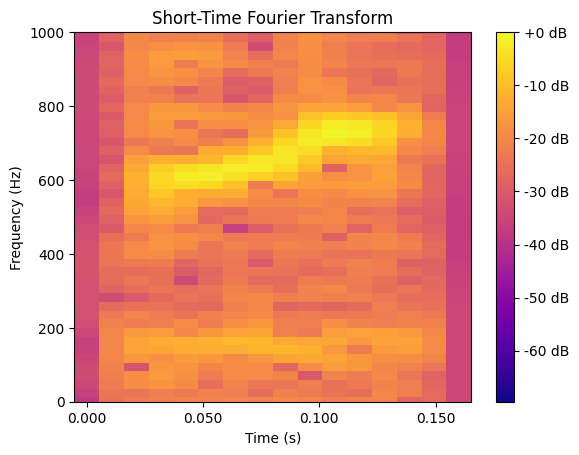 Short-Time Fourier Transform
1000
800
600
400
200
0
Frequency (Hz)
0.000
0.050
0.100
0.150
Time (s)
+0 dB
-10 dB
-20 dB
-30 dB
-40 dB
-50 dB
-60 dB